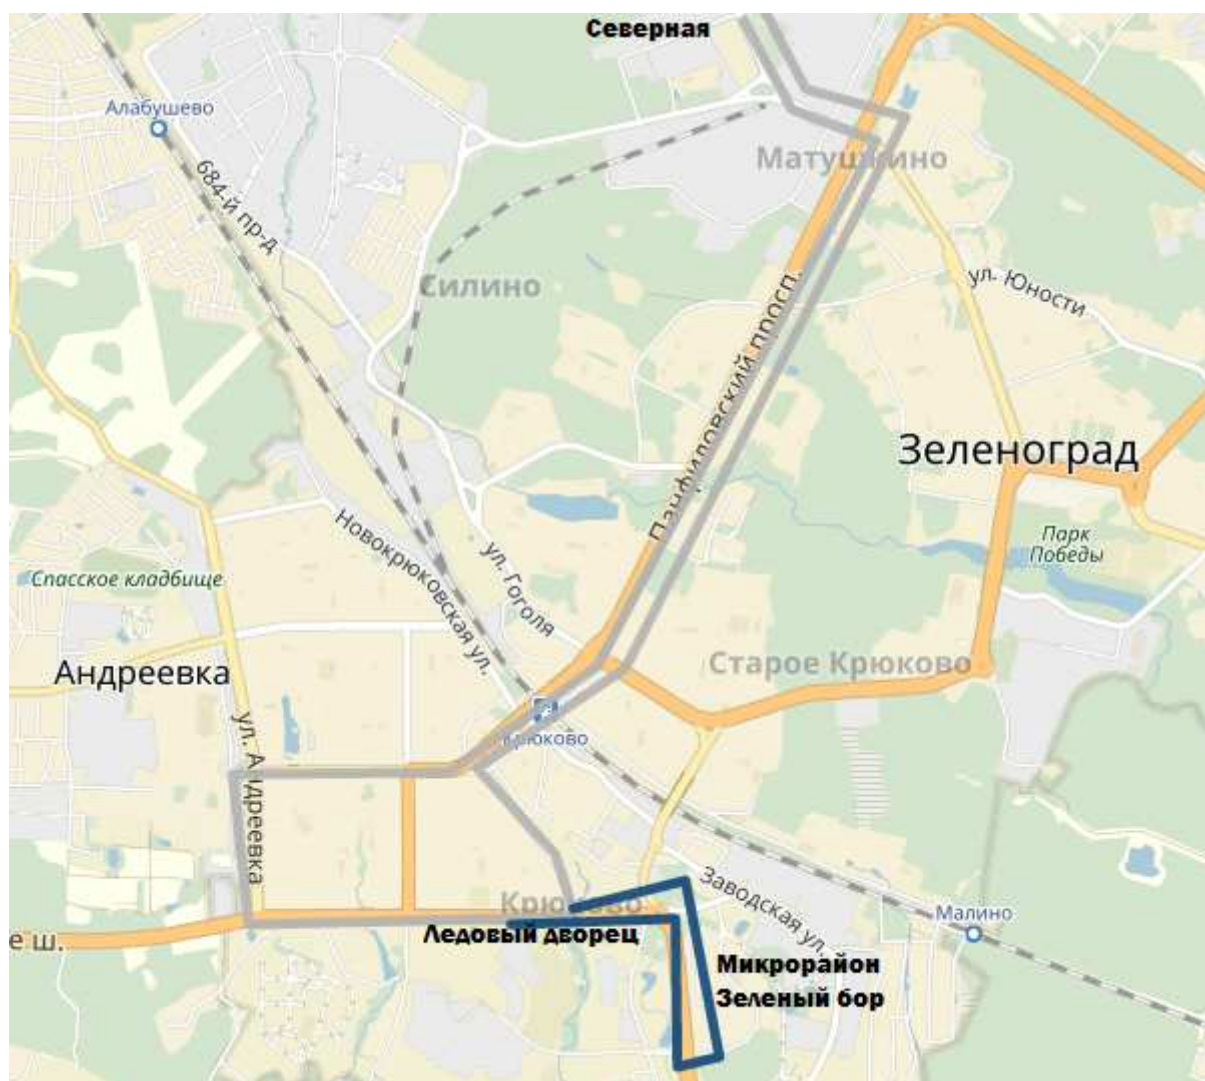 Северная
Алабушево
Матушкино
684-й пр-д
ул. Юности
Силино
Панфиловский просп.
Зеленоград
Новокрюковская ул.
ул. Гоголя
Парк
Победы
Спасское кладбище
Андреевка
Старое Крюково
ул. Андреевка
Крюково
Заводская ул.
Крюково
Малино
е ш.
Ледовый дворец
Микрорайон
Зеленый бор